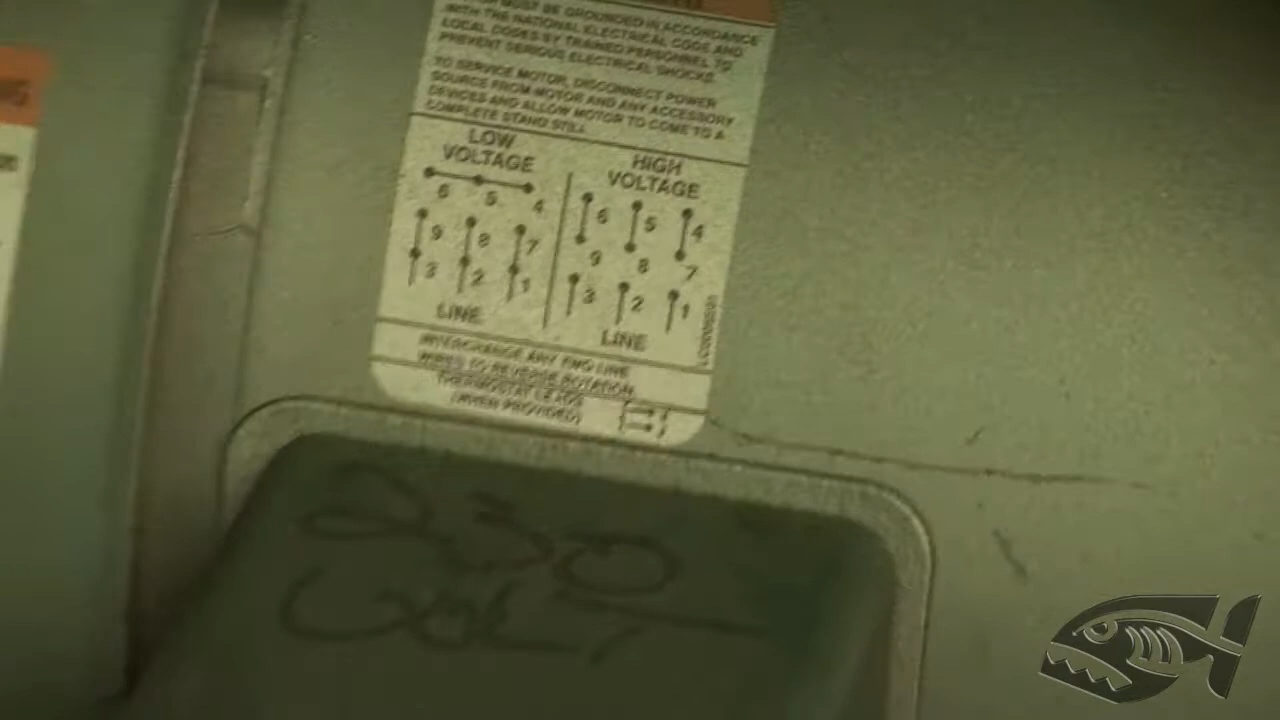 MUST BE GROUNDED IN ACCORDANCE
WITH THE NATIONAL ELECTRICAL CODE AND
LOCAL CODES BY TRAINED PERSONNEL TO
PREVENT SERIOUS ELECTRICAL SHOCKS.
TO SERVICE MOTOR, DISCONNECT POWER
SOURCE FROM MOTOR AND ANY ACCESSORY
DEVICES AND ALLOW MOTOR TO COME TO A
COMPLETE STAND STILL
LOW
VOLTAGE
6 5 4
9 8 7
3 2 1
LINE
HIGH
VOLTAGE
6 5 4
9 8 7
3 2 1
LINE
INTERCHANGE ANY TWO LINE
WIRES TO REVERSE ROTATION
THERMOSTAT LEADS
(WHEN PROVIDED)
230
VOLT